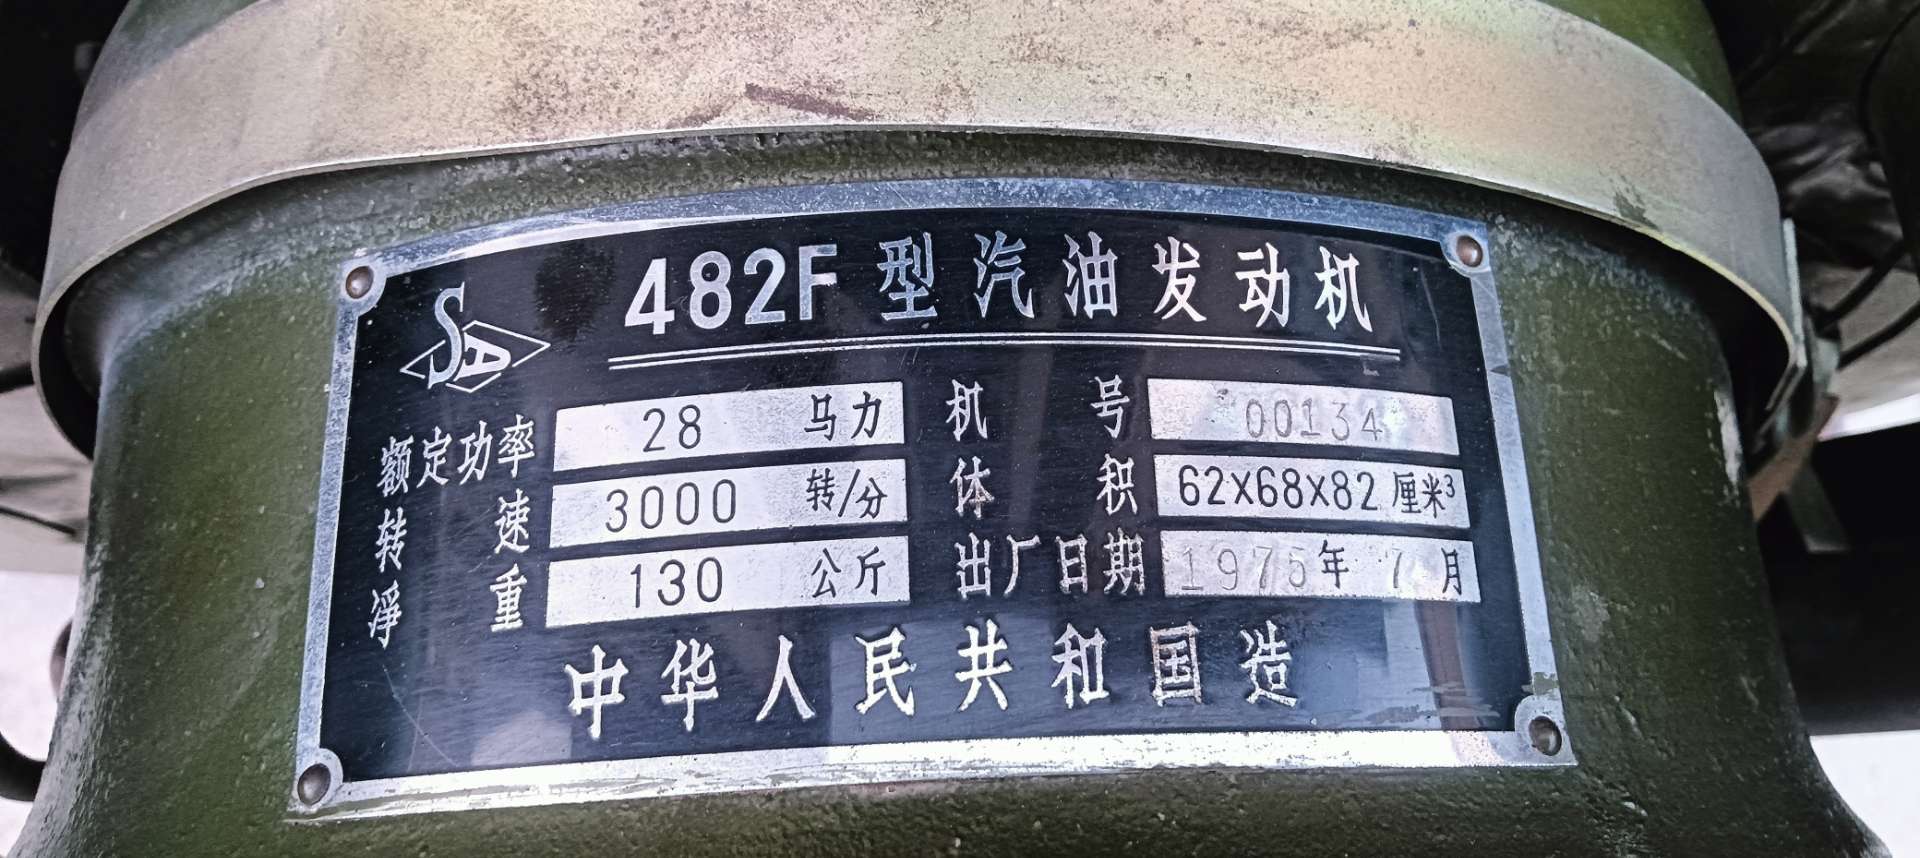 SA
482F型汽油发动机
额定功率 28 马力 机号 00134
转速 3000 转/分 体积 62x68x82 厘米³
净重 130 公斤 出厂日期 1975年7月
中华人民共和国造